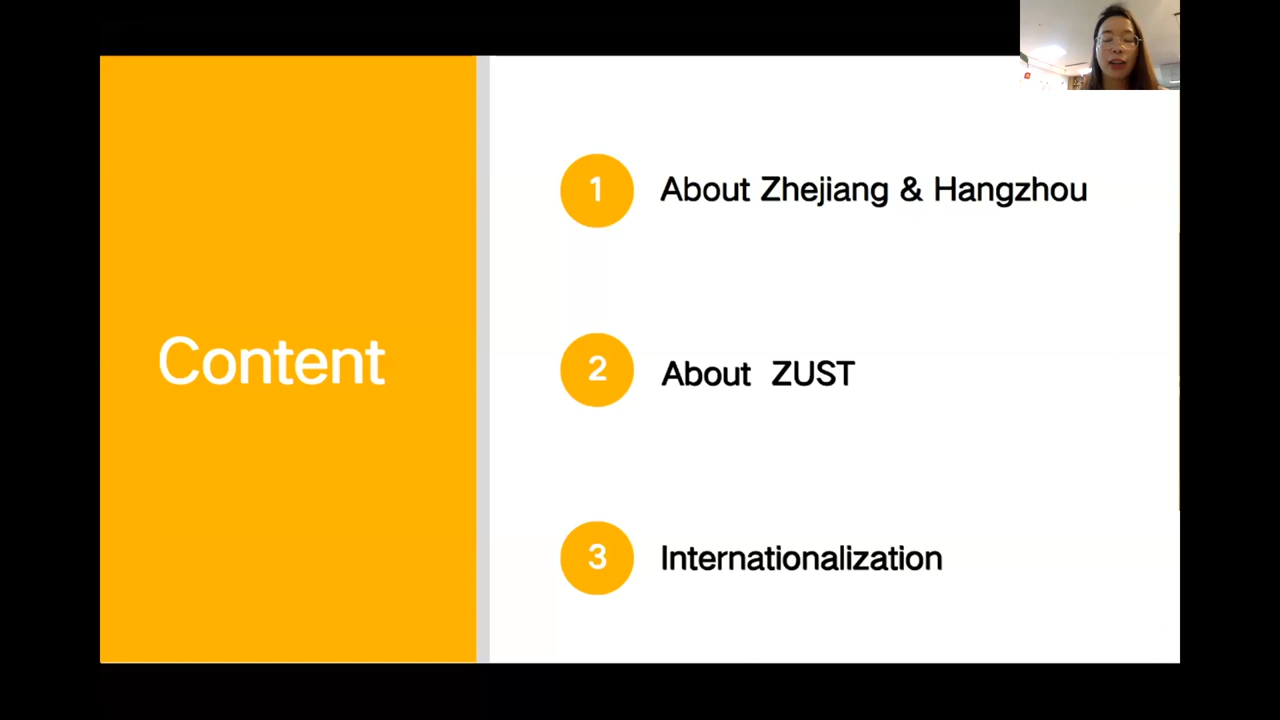 Content
1 About Zhejiang & Hangzhou
2 About ZUST
3 Internationalization